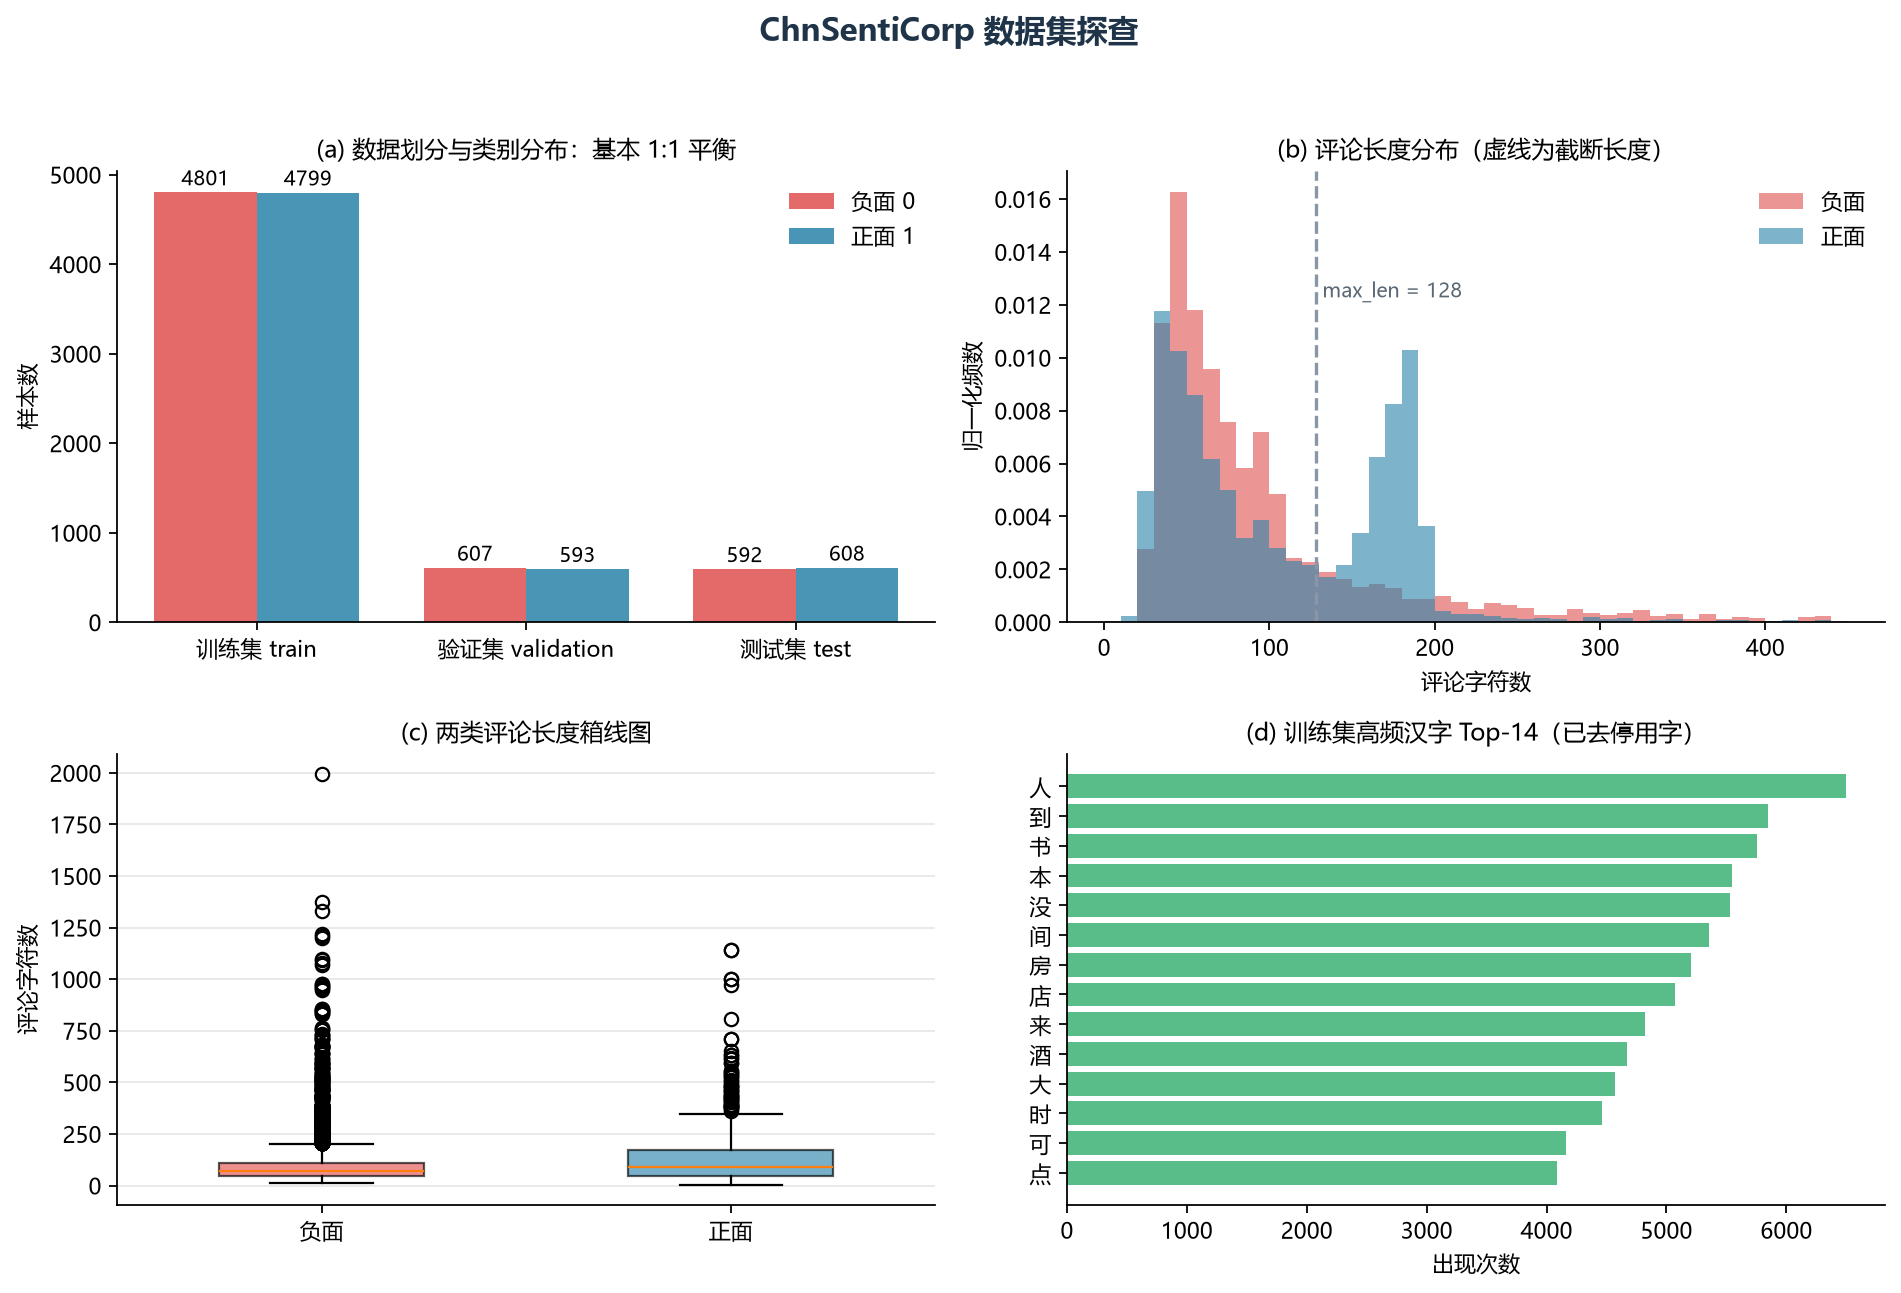 ChnSentiCorp 数据集探查
(a) 数据划分与类别分布：基本 1:1 平衡
5000
4000
3000
2000
1000
0
样本数
4801
4799
607
593
592
608
负面 0
正面 1
训练集 train
验证集 validation
测试集 test
(b) 评论长度分布（虚线为截断长度）
0.016
0.014
0.012
0.010
0.008
0.006
0.004
0.002
0.000
归一化频数
负面
正面
max_len = 128
0
100
200
300
400
评论字符数
(c) 两类评论长度箱线图
2000
1750
1500
1250
1000
750
500
250
0
评论字符数
负面
正面
(d) 训练集高频汉字 Top-14（已去停用字）
人
到
书
本
没
间
房
店
来
酒
大
时
可
点
0
1000
2000
3000
4000
5000
6000
出现次数